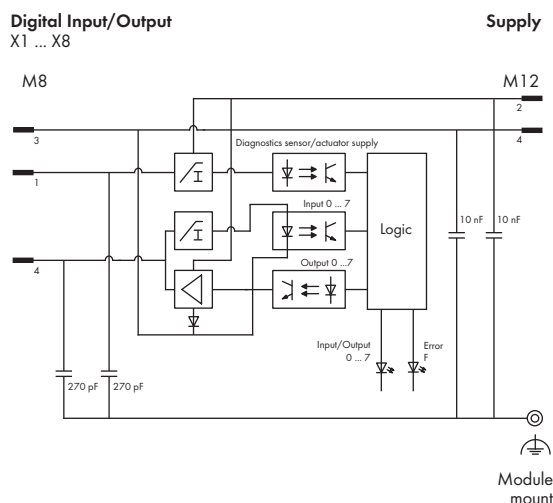 Digital Input/Output
X1 ... X8
Supply
M8
M12
2
3
4
Diagnostics sensor/actuator supply
1
Input 0 ... 7
Logic
10 nF
10 nF
4
Output 0 ...7
Input/Output
0 ... 7
Error
F
270 pF
270 pF
Module
mount